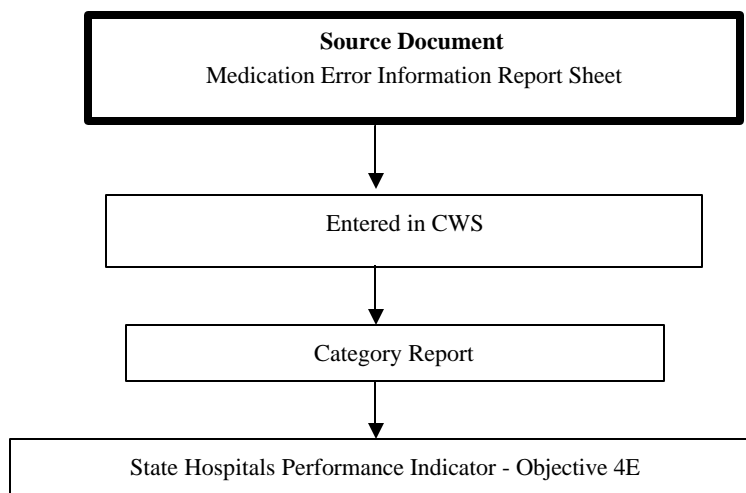 Source Document
Medication Error Information Report Sheet
Entered in CWS
Category Report
State Hospitals Performance Indicator - Objective 4E